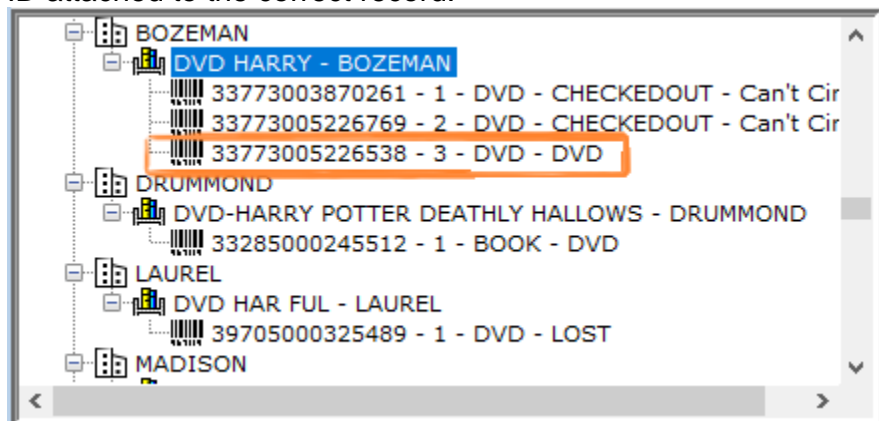 ID attached to the correct record.
BOZEMAN
DVD HARRY - BOZEMAN
33773003870261 - 1 - DVD - CHECKEDOUT - Can't Cir
33773005226769 - 2 - DVD - CHECKEDOUT - Can't Cir
33773005226538 - 3 - DVD - DVD
DRUMMOND
DVD-HARRY POTTER DEATHLY HALLOWS - DRUMMOND
33285000245512 - 1 - BOOK - DVD
LAUREL
DVD HAR FUL - LAUREL
39705000325489 - 1 - DVD - LOST
MADISON